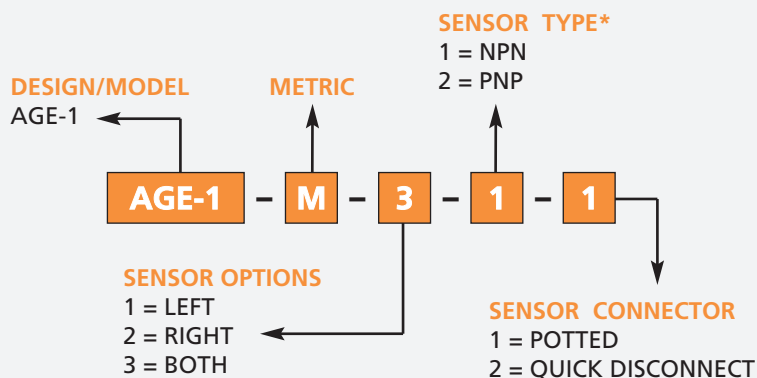 SENSOR TYPE*
1 = NPN
2 = PNP
DESIGN/MODEL
AGE-1
METRIC
AGE-1 - M - 3 - 1 - 1
SENSOR OPTIONS
1 = LEFT
2 = RIGHT
3 = BOTH
SENSOR CONNECTOR
1 = POTTED
2 = QUICK DISCONNECT